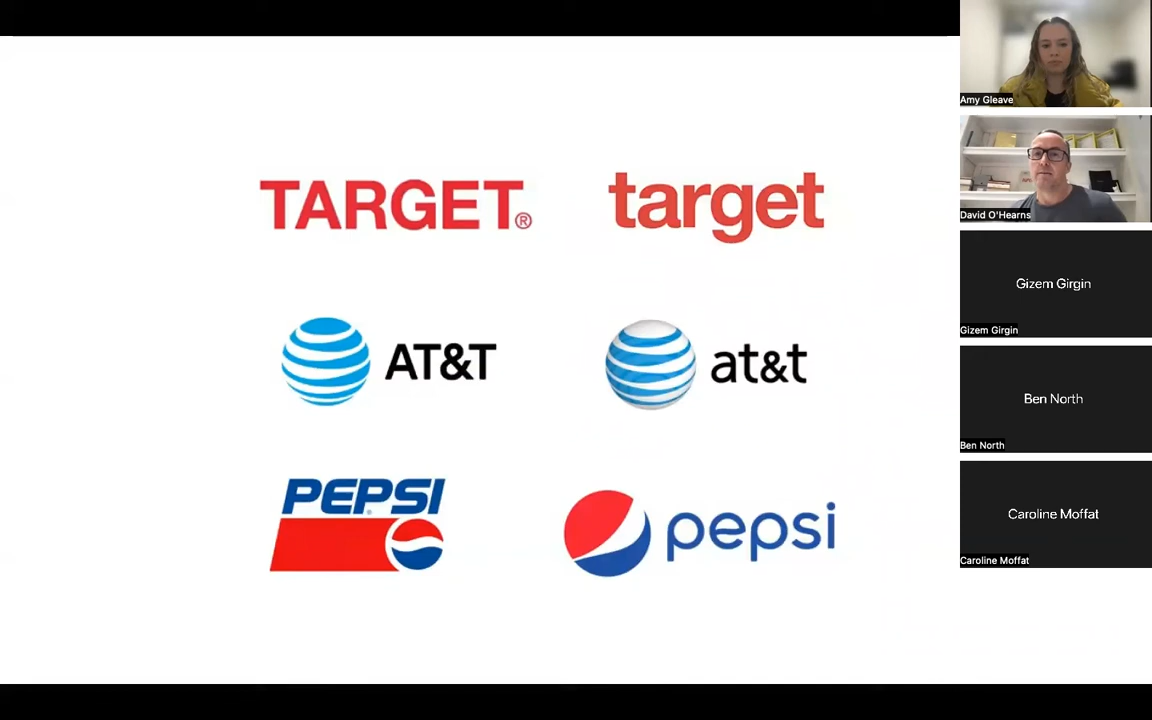 TARGET®
target
AT&T
at&t
PEPSI®
pepsi
Amy Gleave
David O'Hearns
Gizem Girgin
Gizem Girgin
Ben North
Ben North
Caroline Moffat
Caroline Moffat